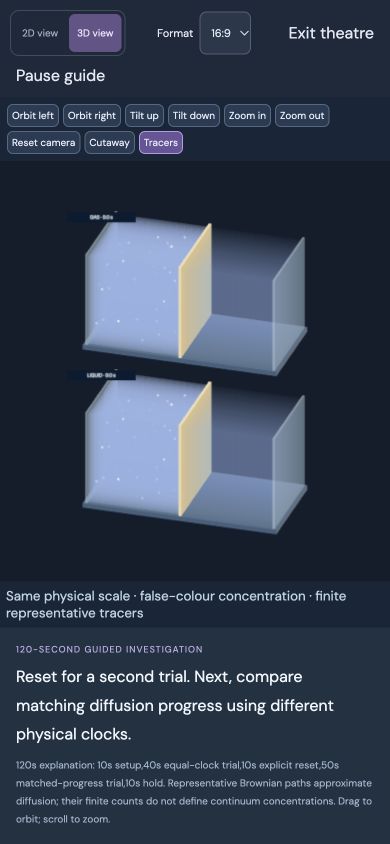 2D view 3D view Format 16:9 Exit theatre
Pause guide
Orbit left Orbit right Tilt up Tilt down Zoom in Zoom out
Reset camera Cutaway Tracers
Same physical scale · false-colour concentration · finite
representative tracers
120-SECOND GUIDED INVESTIGATION
Reset for a second trial. Next, compare
matching diffusion progress using different
physical clocks.
120s explanation: 10s setup,40s equal-clock trial,10s explicit reset,50s
matched-progress trial,10s hold. Representative Brownian paths approximate
diffusion; their finite counts do not define continuum concentrations. Drag to
orbit; scroll to zoom.